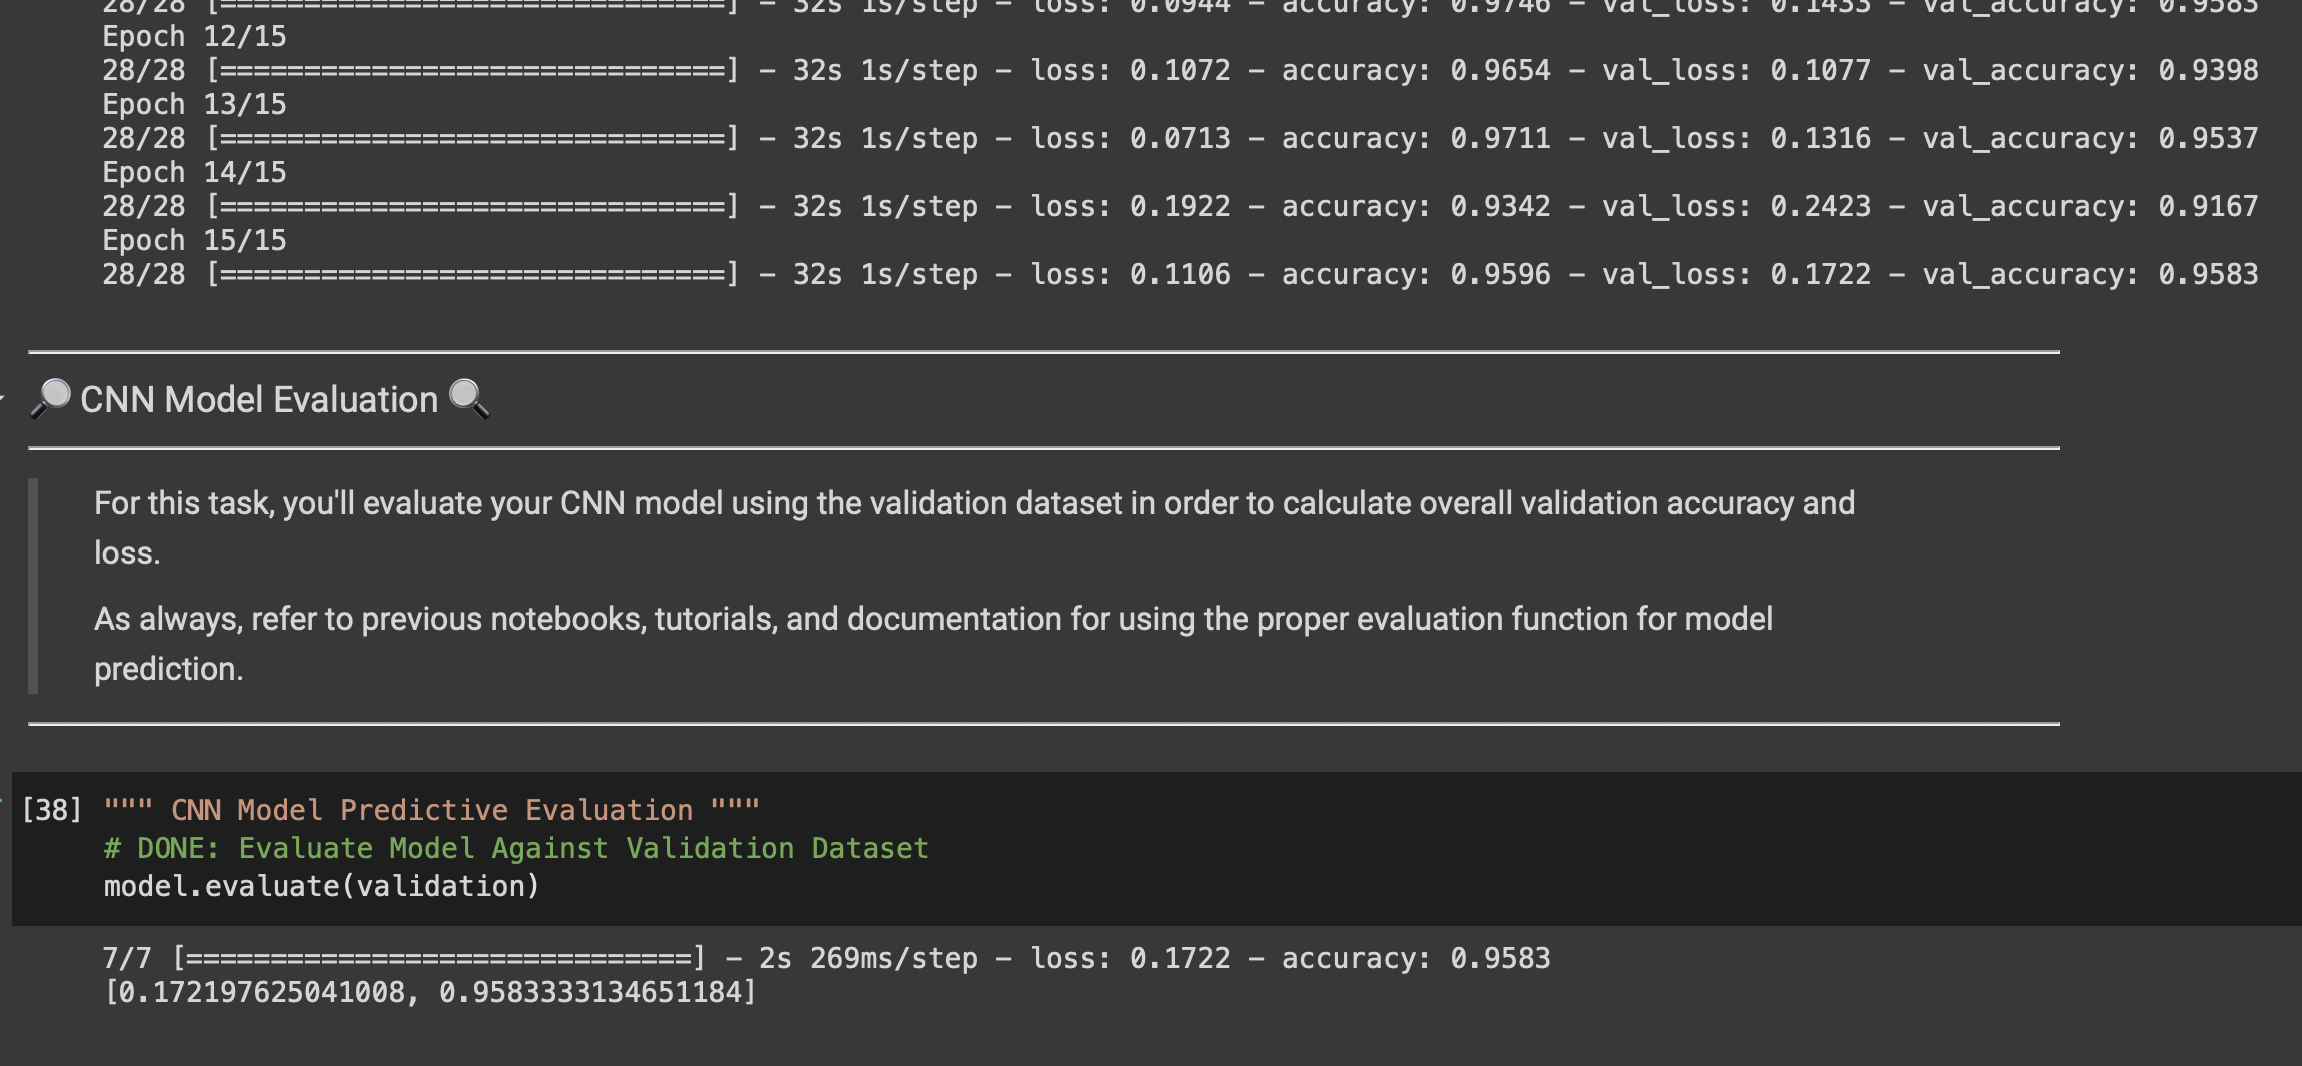 28/28 [==============================] - 32s 1s/step - loss: 0.0944 - accuracy: 0.9746 - val_loss: 0.1433 - val_accuracy: 0.9583
Epoch 12/15
28/28 [==============================] - 32s 1s/step - loss: 0.1072 - accuracy: 0.9654 - val_loss: 0.1077 - val_accuracy: 0.9398
Epoch 13/15
28/28 [==============================] - 32s 1s/step - loss: 0.0713 - accuracy: 0.9711 - val_loss: 0.1316 - val_accuracy: 0.9537
Epoch 14/15
28/28 [==============================] - 32s 1s/step - loss: 0.1922 - accuracy: 0.9342 - val_loss: 0.2423 - val_accuracy: 0.9167
Epoch 15/15
28/28 [==============================] - 32s 1s/step - loss: 0.1106 - accuracy: 0.9596 - val_loss: 0.1722 - val_accuracy: 0.9583
🔎 CNN Model Evaluation 🔍
For this task, you'll evaluate your CNN model using the validation dataset in order to calculate overall validation accuracy and
loss.
As always, refer to previous notebooks, tutorials, and documentation for using the proper evaluation function for model
prediction.
[38] """ CNN Model Predictive Evaluation """
# DONE: Evaluate Model Against Validation Dataset
model.evaluate(validation)
7/7 [==============================] - 2s 269ms/step - loss: 0.1722 - accuracy: 0.9583
[0.172197625041008, 0.9583333134651184]